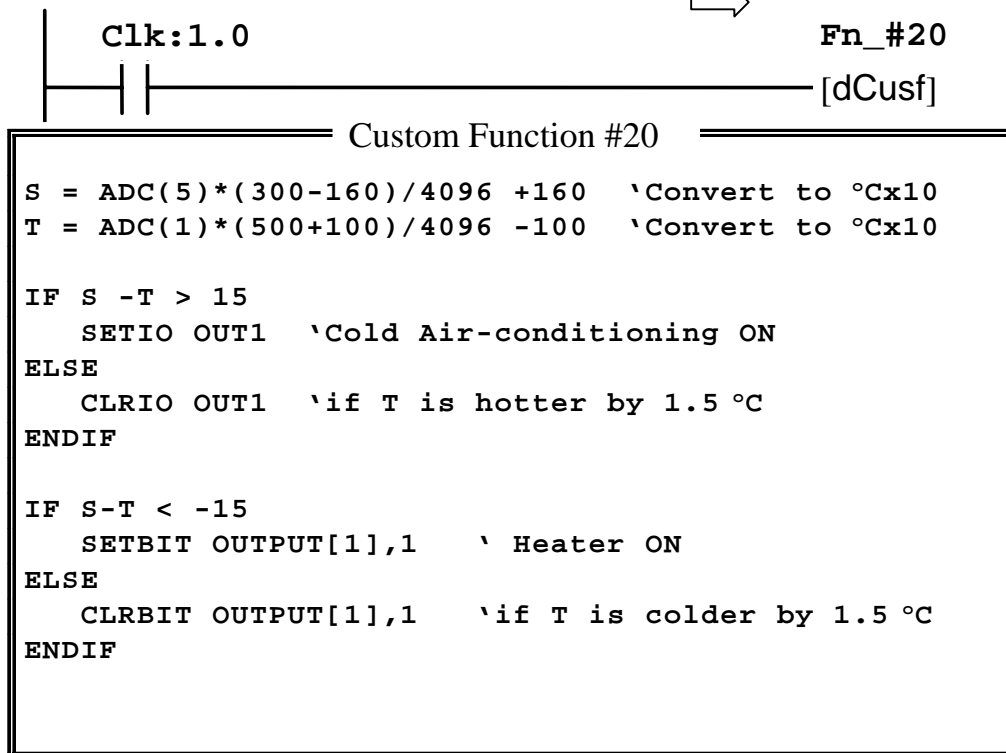 Clk:1.0 Fn_#20
[dCusf]
Custom Function #20
S = ADC(5)*(300-160)/4096 +160 ‘Convert to °Cx10
T = ADC(1)*(500+100)/4096 -100 ‘Convert to °Cx10
IF S -T > 15
SETIO OUT1 ‘Cold Air-conditioning ON
ELSE
CLRIO OUT1 ‘if T is hotter by 1.5 °C
ENDIF
IF S-T < -15
SETBIT OUTPUT[1],1 ‘ Heater ON
ELSE
CLRBIT OUTPUT[1],1 ‘if T is colder by 1.5 °C
ENDIF